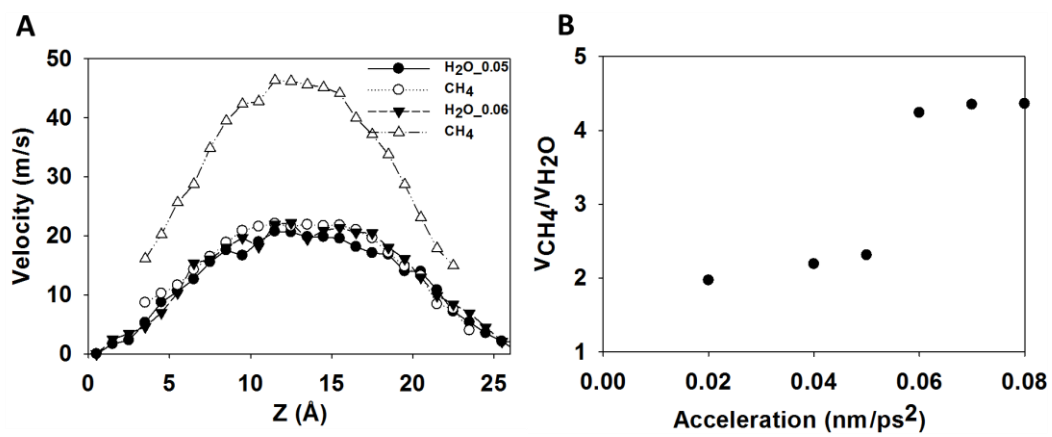 A
50
40
30
20
10
0
Velocity (m/s)
H₂O_0.05
CH₄
H₂O_0.06
CH₄
0 5 10 15 20 25
Z (Å)
B
5
4
3
2
1
VCH4/VH2O
0.00 0.02 0.04 0.06 0.08
Acceleration (nm/ps²)